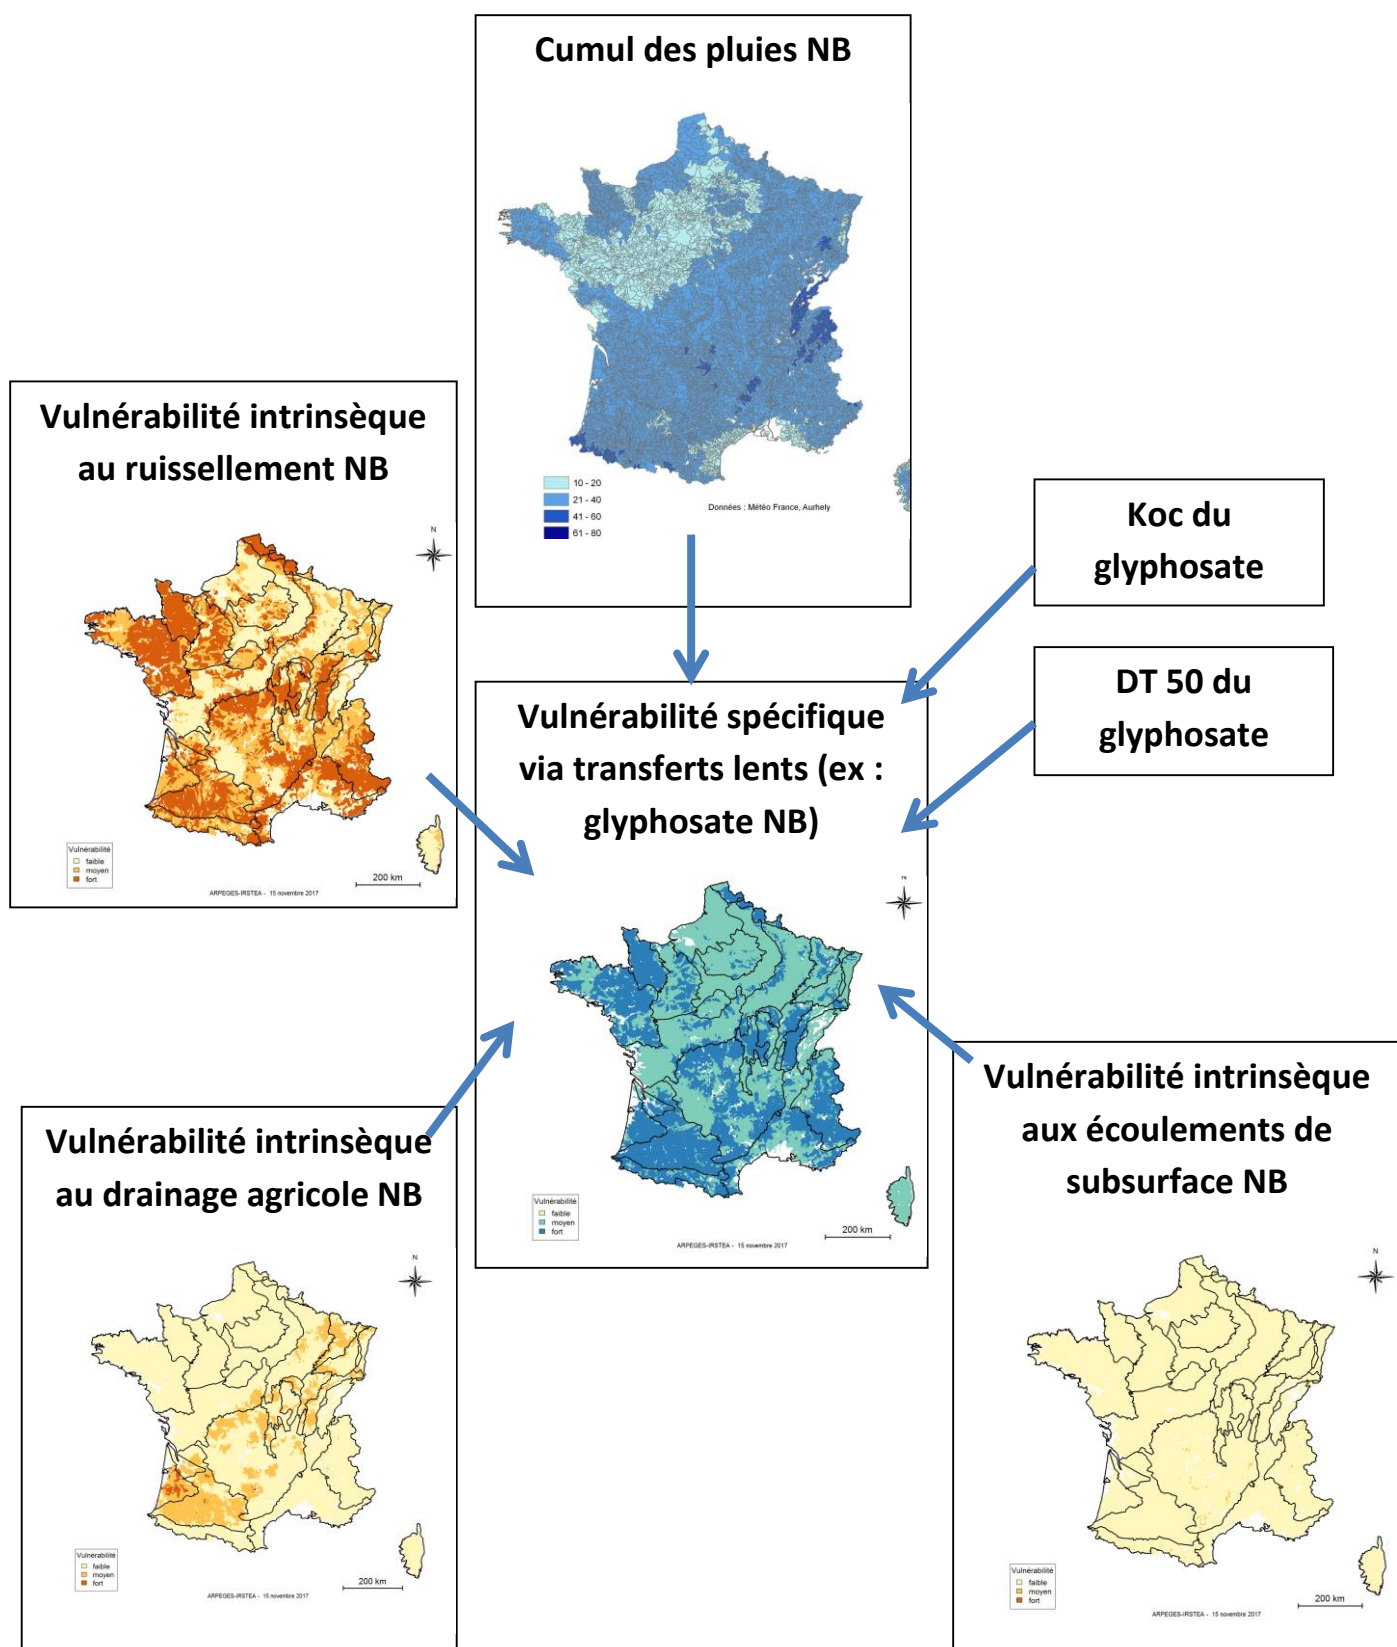 Cumul des pluies NB
10 - 20
21 - 40
41 - 60
61 - 80
Données : Météo France, Aurhely
Vulnérabilité intrinsèque
au ruissellement NB
N
Vulnérabilité
faible
moyen
fort
200 km
ARPEGES-IRSTEA - 15 novembre 2017
Koc du
glyphosate
DT 50 du
glyphosate
Vulnérabilité spécifique
via transferts lents (ex :
glyphosate NB)
N
Vulnérabilité
faible
moyen
fort
200 km
ARPEGES-IRSTEA - 15 novembre 2017
Vulnérabilité intrinsèque
au drainage agricole NB
N
Vulnérabilité
faible
moyen
fort
200 km
ARPEGES-IRSTEA - 15 novembre 2017
Vulnérabilité intrinsèque
aux écoulements de
subsurface NB
N
Vulnérabilité
faible
moyen
fort
200 km
ARPEGES-IRSTEA - 15 novembre 2017